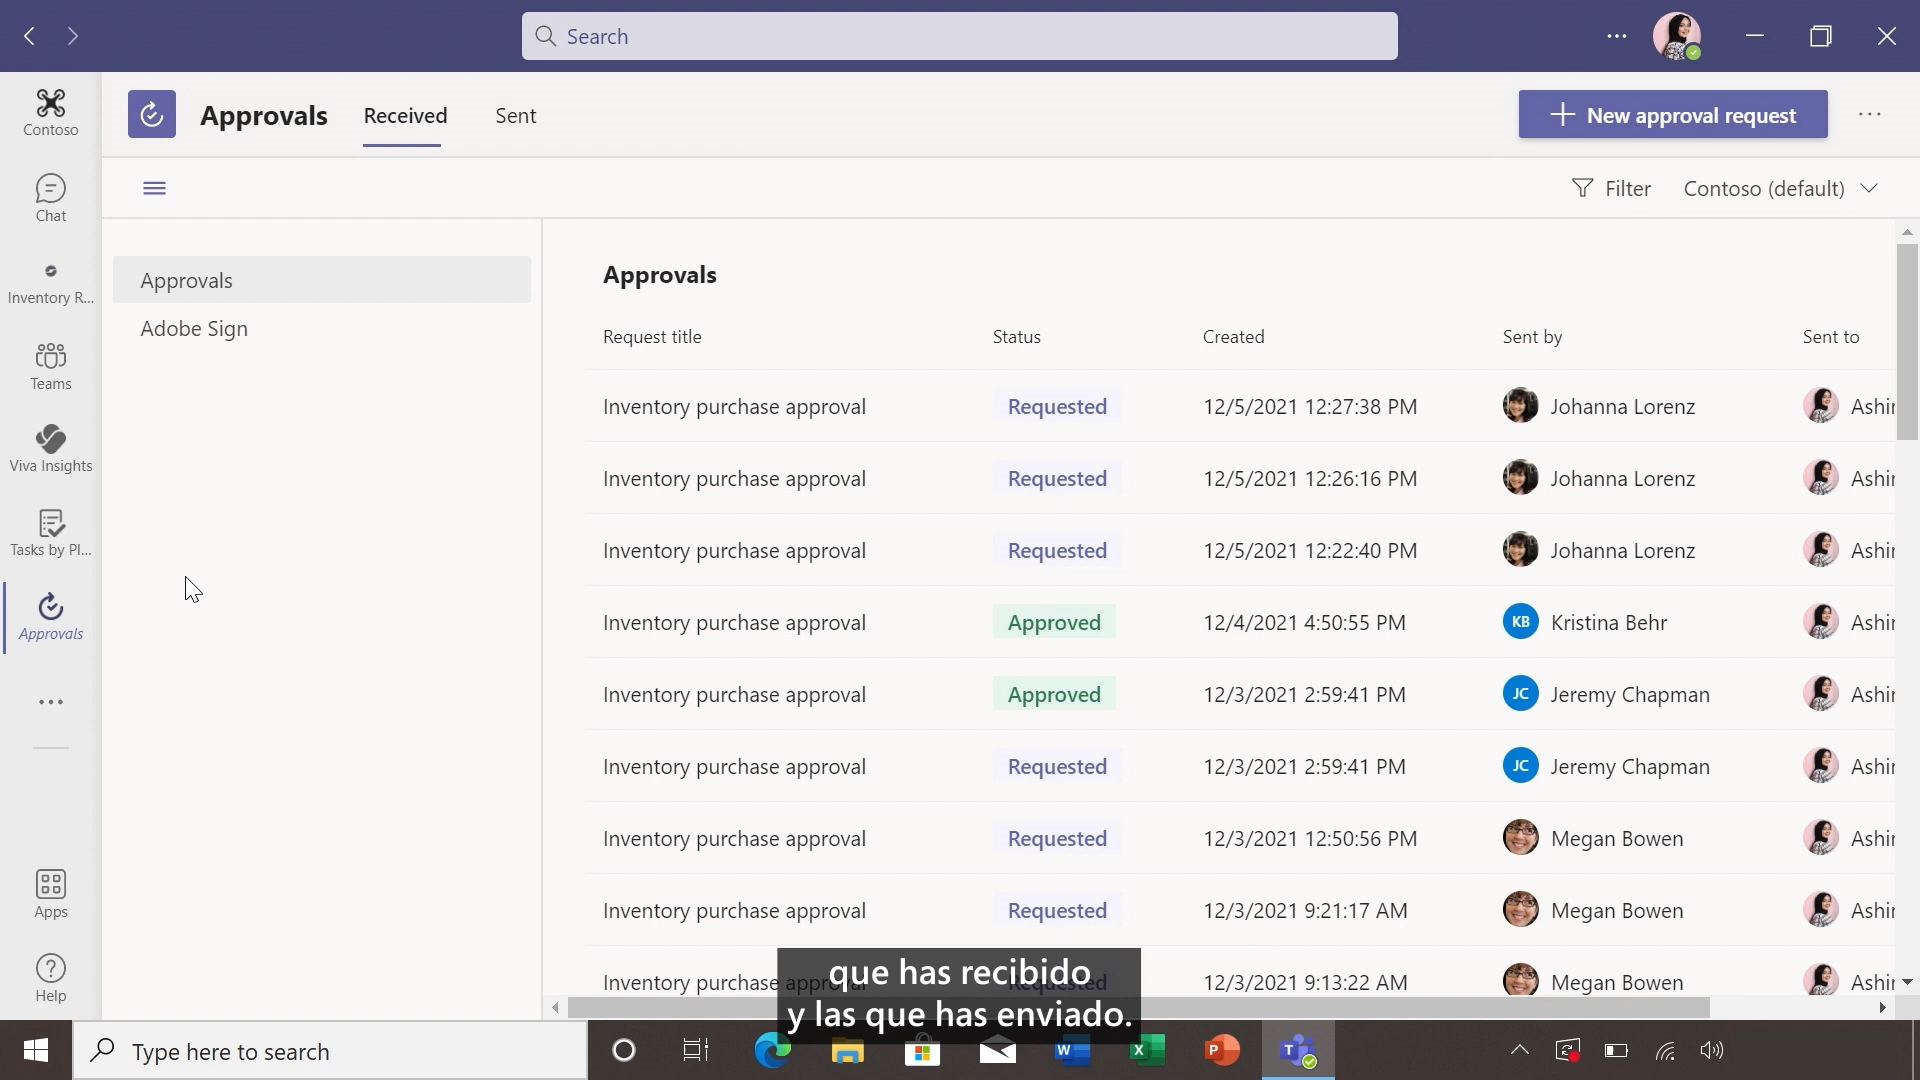 Search
Contoso
Approvals
Received
Sent
New approval request
Chat
Filter
Contoso (default)
Inventory R...
Approvals
Adobe Sign
Teams
Viva Insights
Tasks by Pl...
Approvals
Apps
Help
Approvals
Request title Status Created Sent by Sent to
Inventory purchase approval Requested 12/5/2021 12:27:38 PM Johanna Lorenz
Inventory purchase approval Requested 12/5/2021 12:26:16 PM Johanna Lorenz
Inventory purchase approval Requested 12/5/2021 12:22:40 PM Johanna Lorenz
Inventory purchase approval Approved 12/4/2021 4:50:55 PM KB Kristina Behr
Inventory purchase approval Approved 12/3/2021 2:59:41 PM JC Jeremy Chapman
Inventory purchase approval Requested 12/3/2021 2:59:41 PM JC Jeremy Chapman
Inventory purchase approval Requested 12/3/2021 12:50:56 PM Megan Bowen
Inventory purchase approval Requested 12/3/2021 9:21:17 AM Megan Bowen
Inventory purchase approval 12/3/2021 9:13:22 AM Megan Bowen
que has recibido
y las que has enviado.
Type here to search